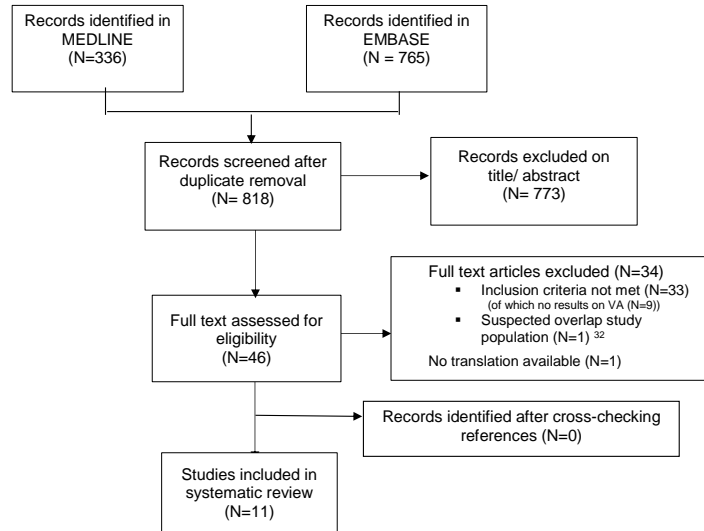 Records identified in
MEDLINE
(N=336)
Records identified in
EMBASE
(N = 765)
Records screened after
duplicate removal
(N= 818)
Records excluded on
title/ abstract
(N= 773)
Full text assessed for
eligibility
(N=46)
Full text articles excluded (N=34)
▪ Inclusion criteria not met (N=33)
(of which no results on VA (N=9))
▪ Suspected overlap study
population (N=1) 32
No translation available (N=1)
Records identified after cross-checking
references (N=0)
Studies included in
systematic review
(N=11)